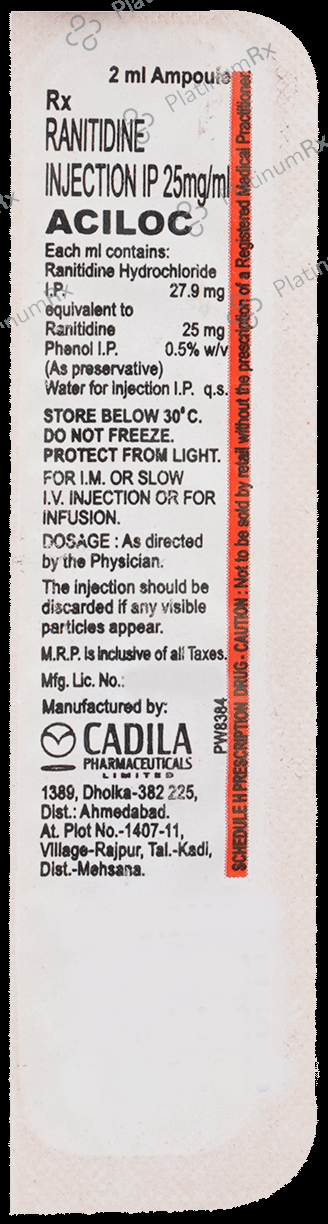 2 ml Ampoule
Rx
RANITIDINE
INJECTION IP 25mg/ml
ACILOC
Each ml contains:
Ranitidine Hydrochloride
I.P. 27.9 mg
equivalent to
Ranitidine 25 mg
Phenol I.P. 0.5% w/v
(As preservative)
Water for injection I.P. q.s.
STORE BELOW 30°C.
DO NOT FREEZE.
PROTECT FROM LIGHT.
FOR I.M. OR SLOW
I.V. INJECTION OR FOR
INFUSION.
DOSAGE : As directed
by the Physician.
The injection should be
discarded if any visible
particles appear.
M.R.P. is inclusive of all Taxes.
Mfg. Lic. No.:
Manufactured by:
CADILA
PHARMACEUTICALS
LIMITED
1389, Dholka-382 225,
Dist.: Ahmedabad.
At. Plot No.-1407-11,
Village-Rajpur, Tal.-Kadi,
Dist.-Mehsana.
PW8384
SCHEDULE H PRESCRIPTION DRUG - CAUTION : Not to be sold by retail without the prescription of a Registered Medical Practitioner.
PlatinumRx
PlatinumRx
PlatinumRx